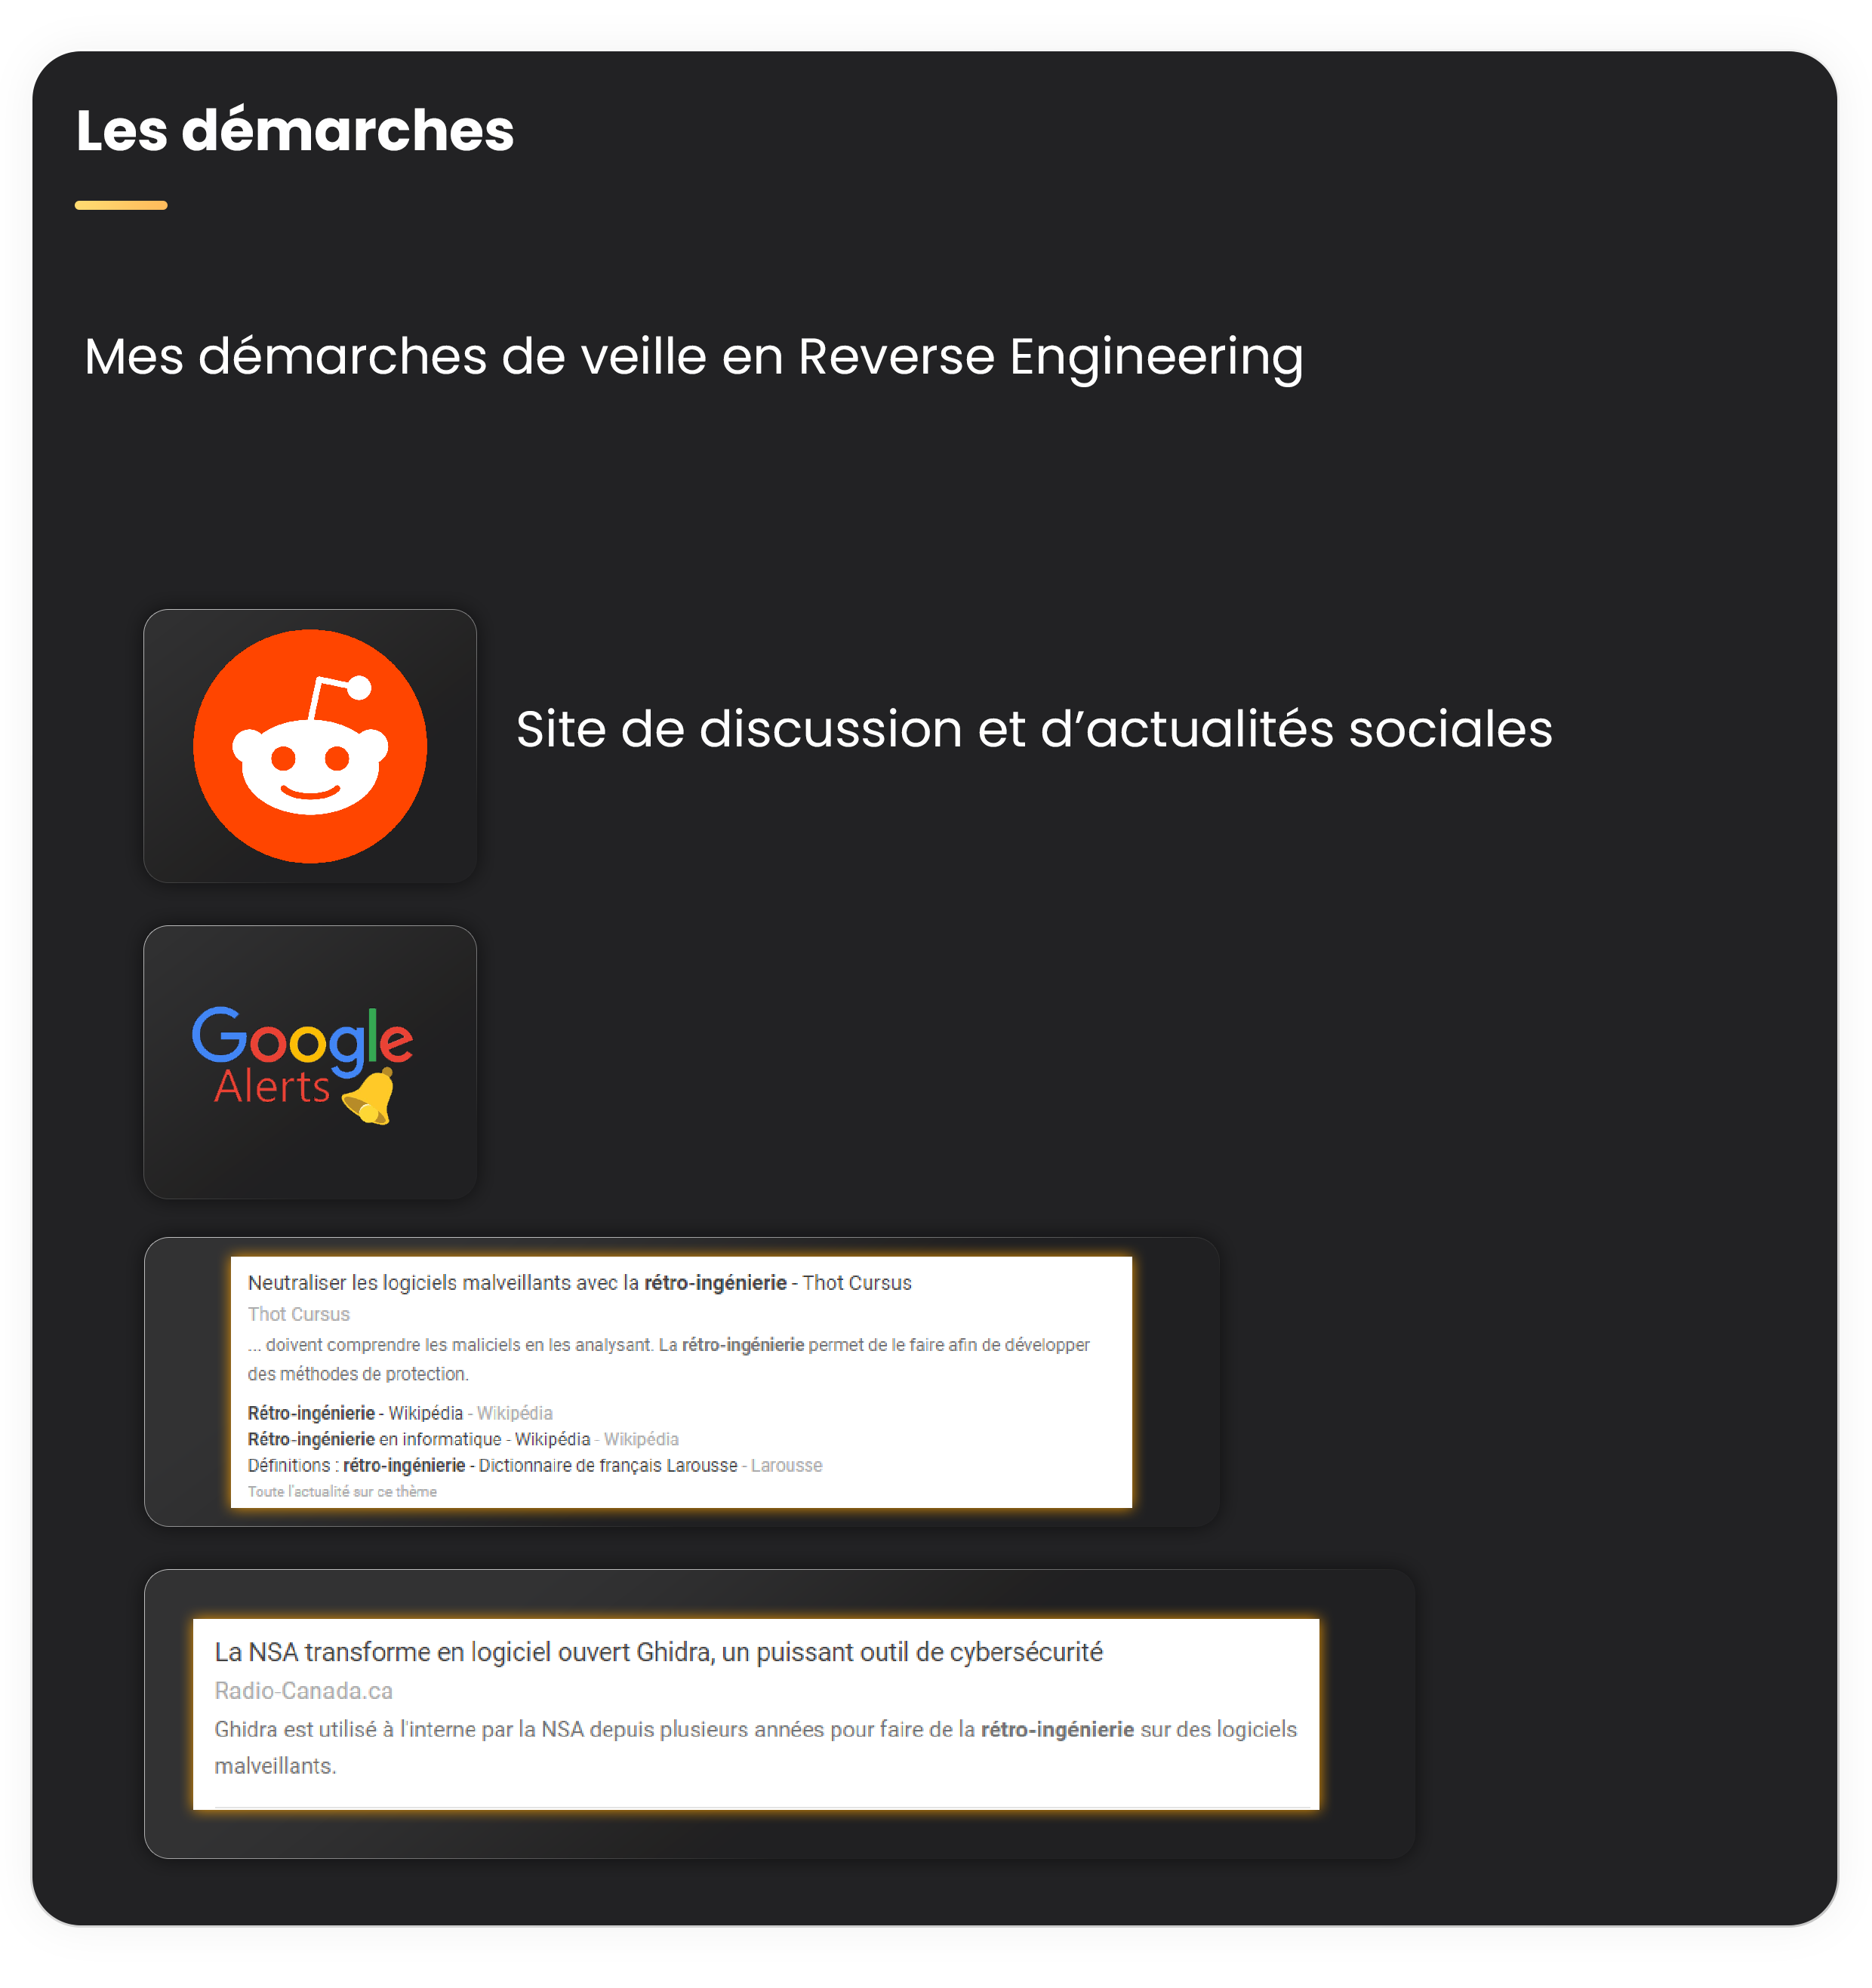 Les démarches
Mes démarches de veille en Reverse Engineering
Site de discussion et d’actualités sociales
Google
Alerts
Neutraliser les logiciels malveillants avec la rétro-ingénierie - Thot Cursus
Thot Cursus
... doivent comprendre les maliciels en les analysant. La rétro-ingénierie permet de le faire afin de développer
des méthodes de protection.
Rétro-ingénierie - Wikipédia - Wikipédia
Rétro-ingénierie en informatique - Wikipédia - Wikipédia
Définitions : rétro-ingénierie - Dictionnaire de français Larousse - Larousse
Toute l'actualité sur ce thème
La NSA transforme en logiciel ouvert Ghidra, un puissant outil de cybersécurité
Radio-Canada.ca
Ghidra est utilisé à l'interne par la NSA depuis plusieurs années pour faire de la rétro-ingénierie sur des logiciels
malveillants.